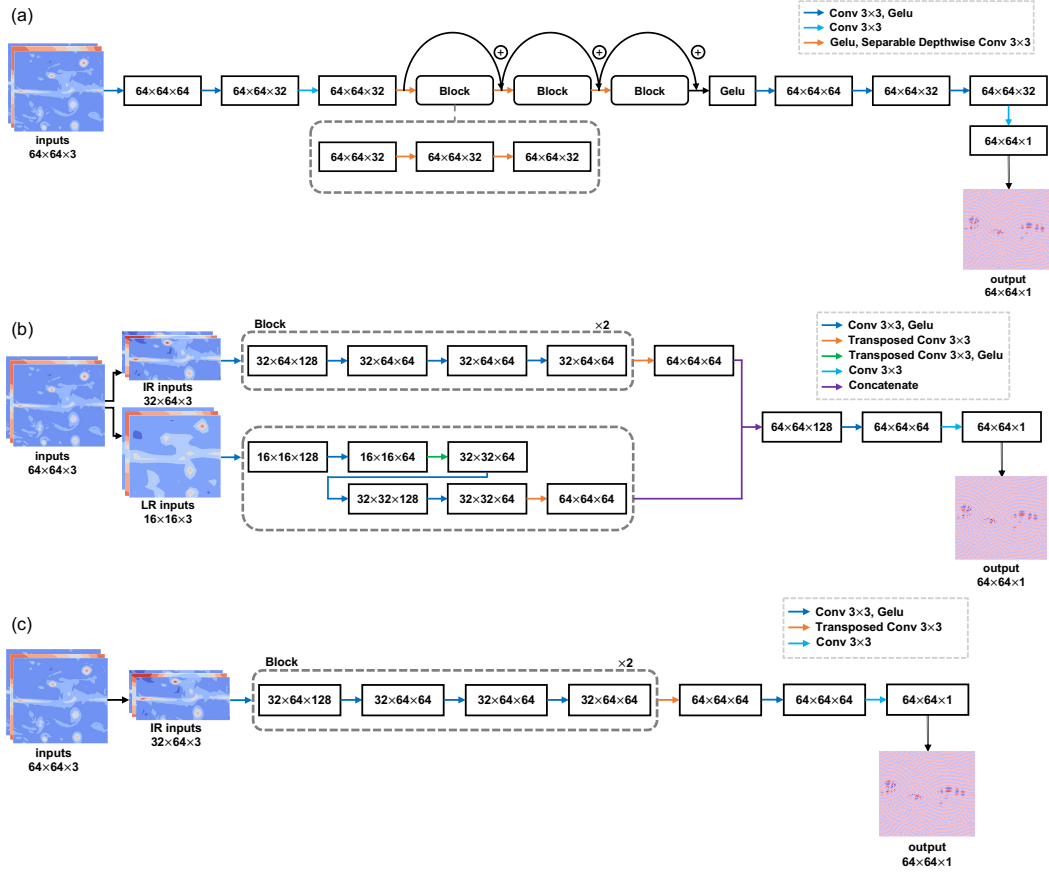 (a)
Conv 3×3, Gelu
Conv 3×3
Gelu, Separable Depthwise Conv 3×3
inputs
64×64×3
64×64×64
64×64×32
64×64×32
Block
Block
Block
Gelu
64×64×64
64×64×32
64×64×32
64×64×1
64×64×32
64×64×32
64×64×32
output
64×64×1
(b)
Conv 3×3, Gelu
Transposed Conv 3×3
Transposed Conv 3×3, Gelu
Conv 3×3
Concatenate
inputs
64×64×3
IR inputs
32×64×3
LR inputs
16×16×3
Block
×2
32×64×128
32×64×64
32×64×64
32×64×64
64×64×64
16×16×128
16×16×64
32×32×64
32×32×128
32×32×64
64×64×64
64×64×128
64×64×64
64×64×1
output
64×64×1
(c)
Conv 3×3, Gelu
Transposed Conv 3×3
Conv 3×3
inputs
64×64×3
IR inputs
32×64×3
Block
×2
32×64×128
32×64×64
32×64×64
32×64×64
64×64×64
64×64×64
64×64×1
output
64×64×1